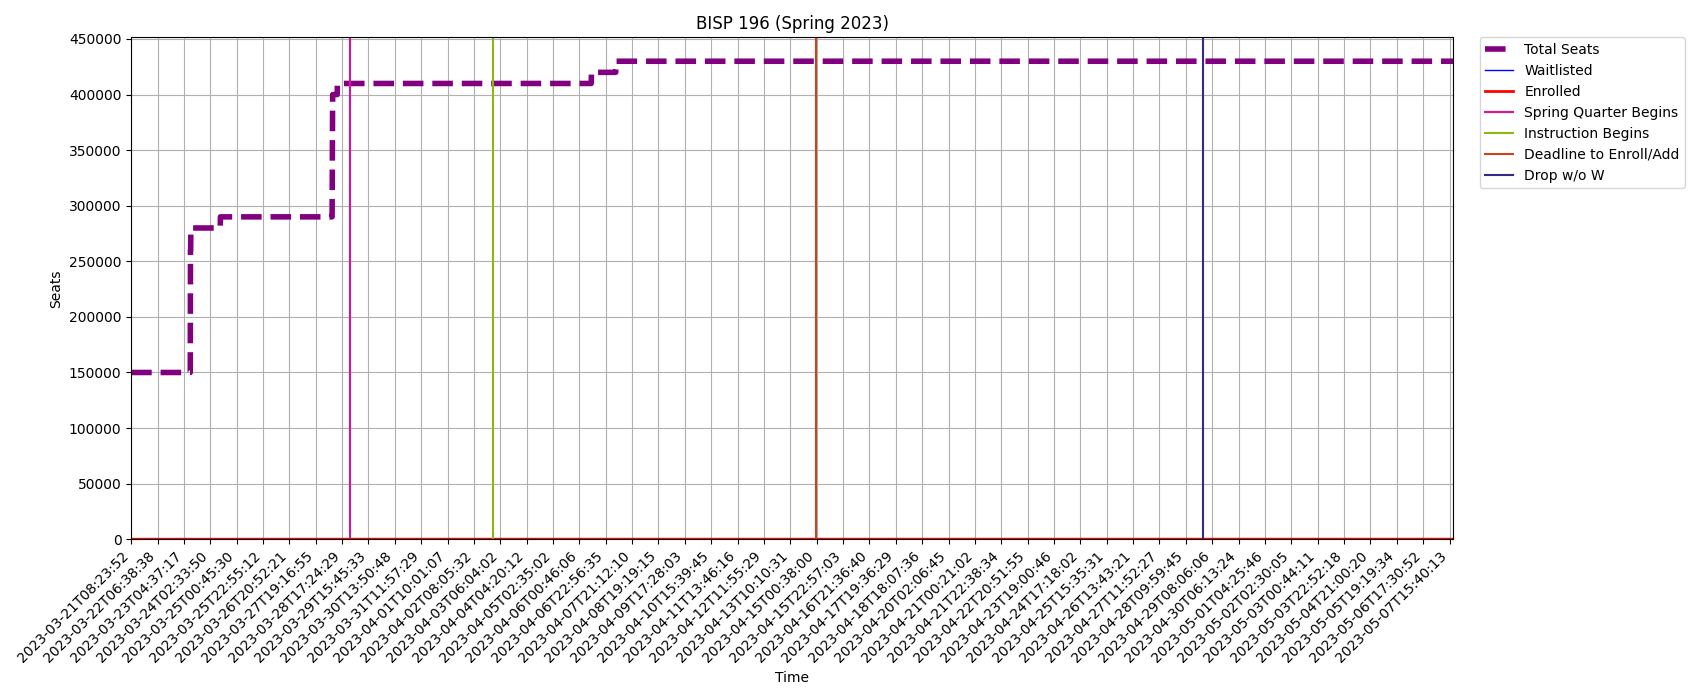 BISP 196 (Spring 2023)
450000
400000
350000
300000
250000
200000
150000
100000
50000
0
Seats
2023-03-21T08:23:52
2023-03-22T06:38:38
2023-03-23T04:37:17
2023-03-24T02:33:50
2023-03-25T00:45:30
2023-03-25T22:55:12
2023-03-26T20:52:21
2023-03-27T19:16:55
2023-03-28T17:24:29
2023-03-29T15:45:33
2023-03-30T13:50:48
2023-03-31T11:57:29
2023-04-01T10:01:07
2023-04-02T08:05:32
2023-04-03T06:04:02
2023-04-04T04:20:12
2023-04-05T02:35:02
2023-04-06T00:46:06
2023-04-06T22:56:35
2023-04-07T21:12:10
2023-04-08T19:19:15
2023-04-09T17:28:03
2023-04-10T15:39:45
2023-04-11T13:46:16
2023-04-12T11:55:29
2023-04-13T10:10:31
2023-04-15T00:38:00
2023-04-15T22:57:03
2023-04-16T21:36:40
2023-04-17T19:36:29
2023-04-18T18:07:36
2023-04-20T02:06:45
2023-04-21T00:21:02
2023-04-21T22:38:34
2023-04-22T20:51:55
2023-04-23T19:00:46
2023-04-24T17:18:02
2023-04-25T15:35:31
2023-04-26T13:43:21
2023-04-27T11:52:27
2023-04-28T09:59:45
2023-04-29T08:06:06
2023-04-30T06:13:24
2023-05-01T04:25:46
2023-05-02T02:30:05
2023-05-03T00:44:11
2023-05-03T22:52:18
2023-05-04T21:00:20
2023-05-05T19:19:34
2023-05-06T17:30:52
2023-05-07T15:40:13
Time
Total Seats
Waitlisted
Enrolled
Spring Quarter Begins
Instruction Begins
Deadline to Enroll/Add
Drop w/o W